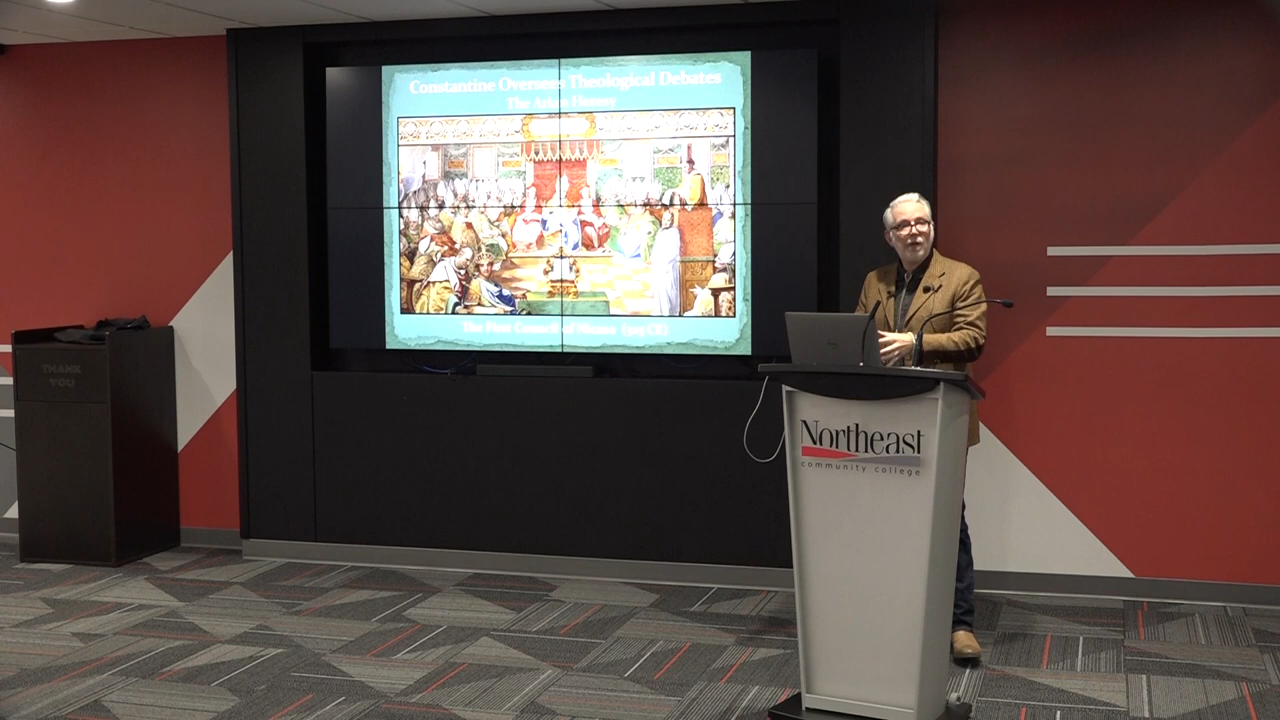 Constantine Oversees Theological Debates
The Arian Heresy
The First Council of Nicaea (325 CE)
THANK
YOU
Northeast
community college